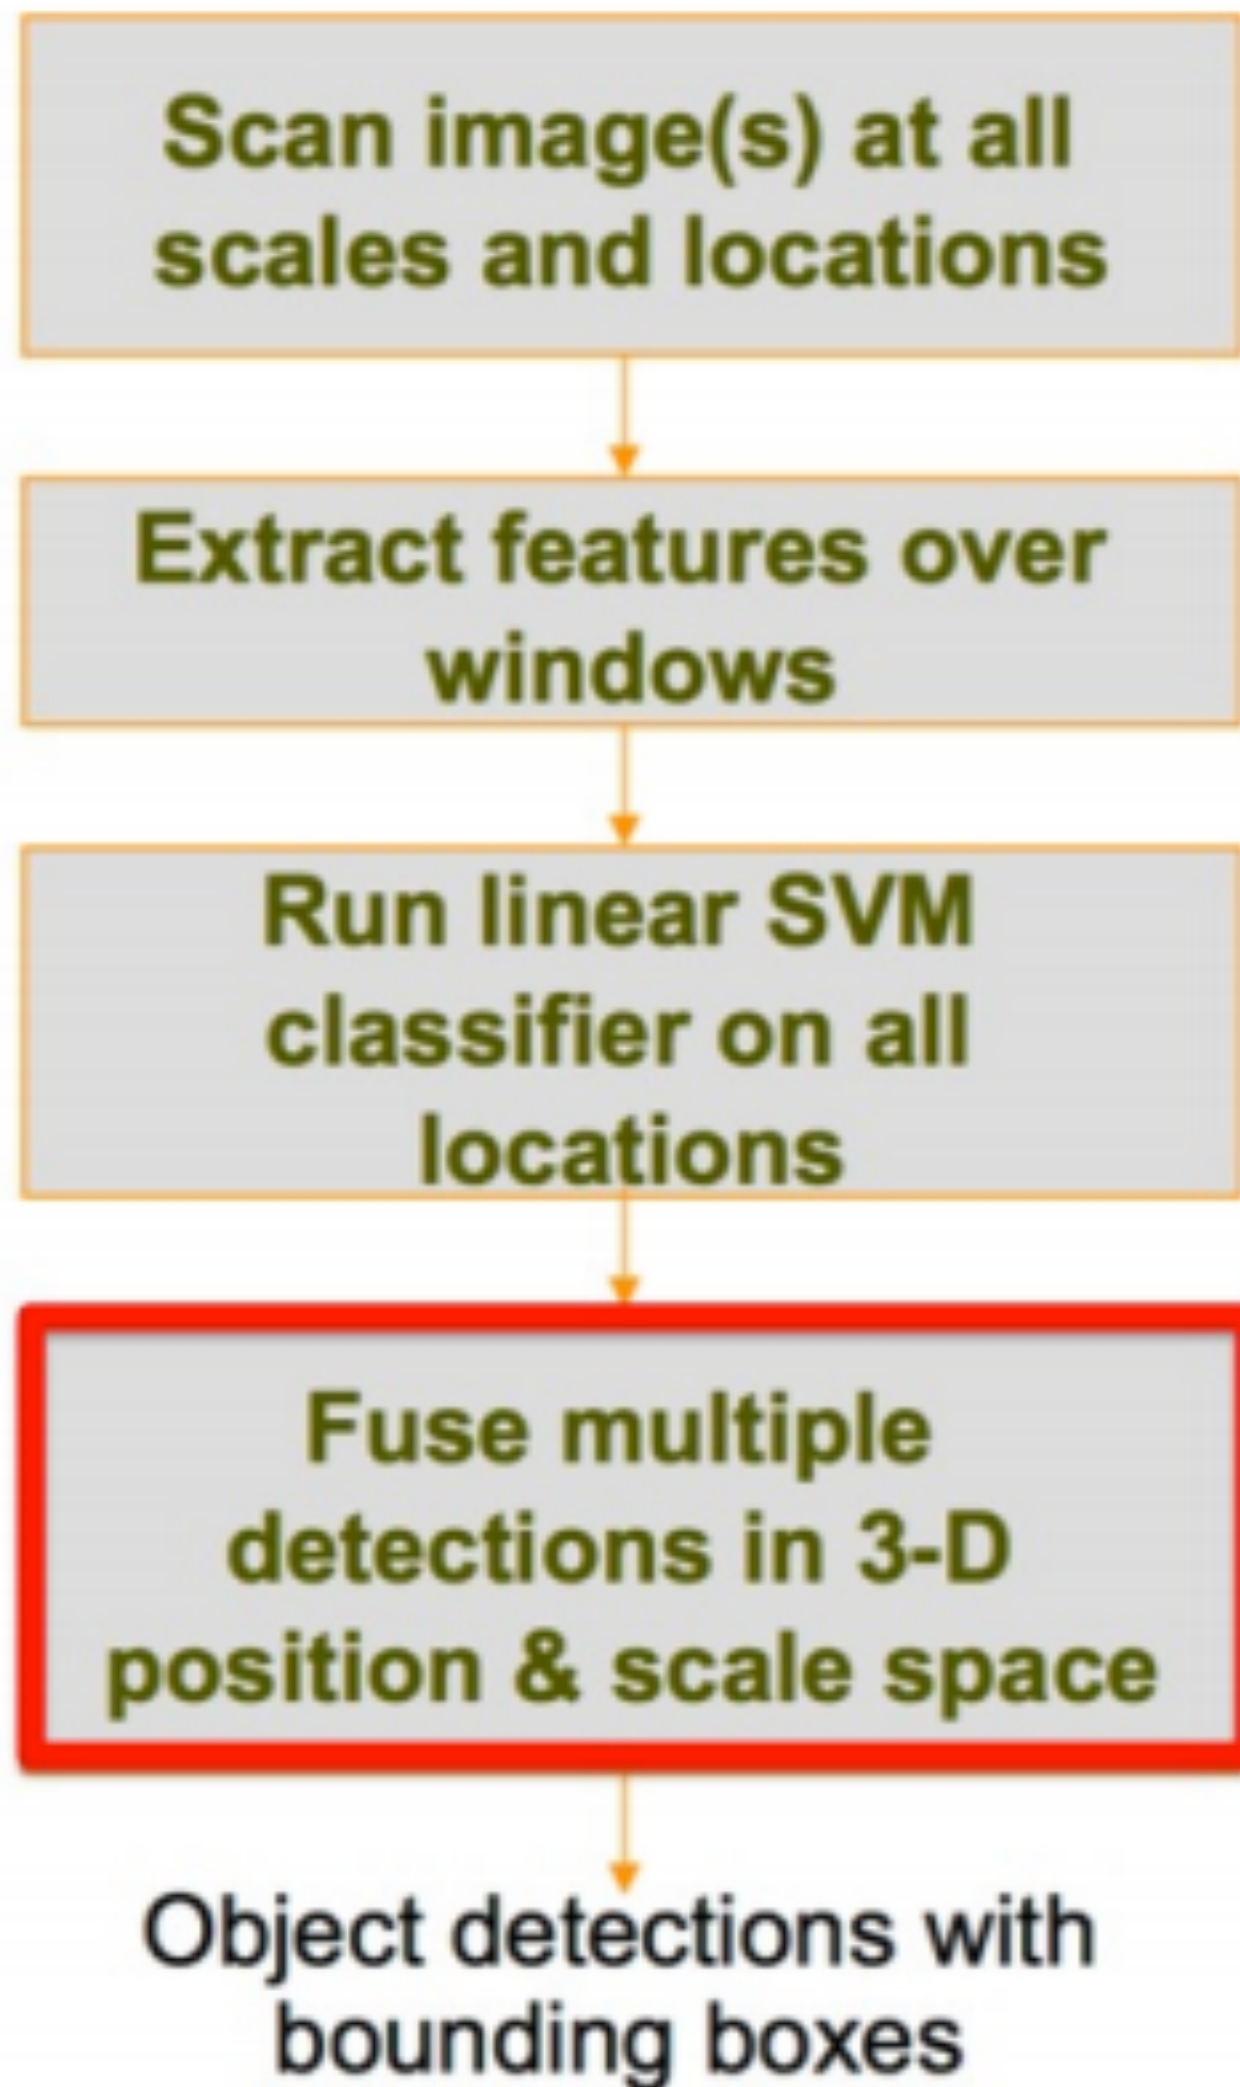 Scan image(s) at all
scales and locations
Extract features over
windows
Run linear SVM
classifier on all
locations
Fuse multiple
detections in 3-D
position & scale space
Object detections with
bounding boxes